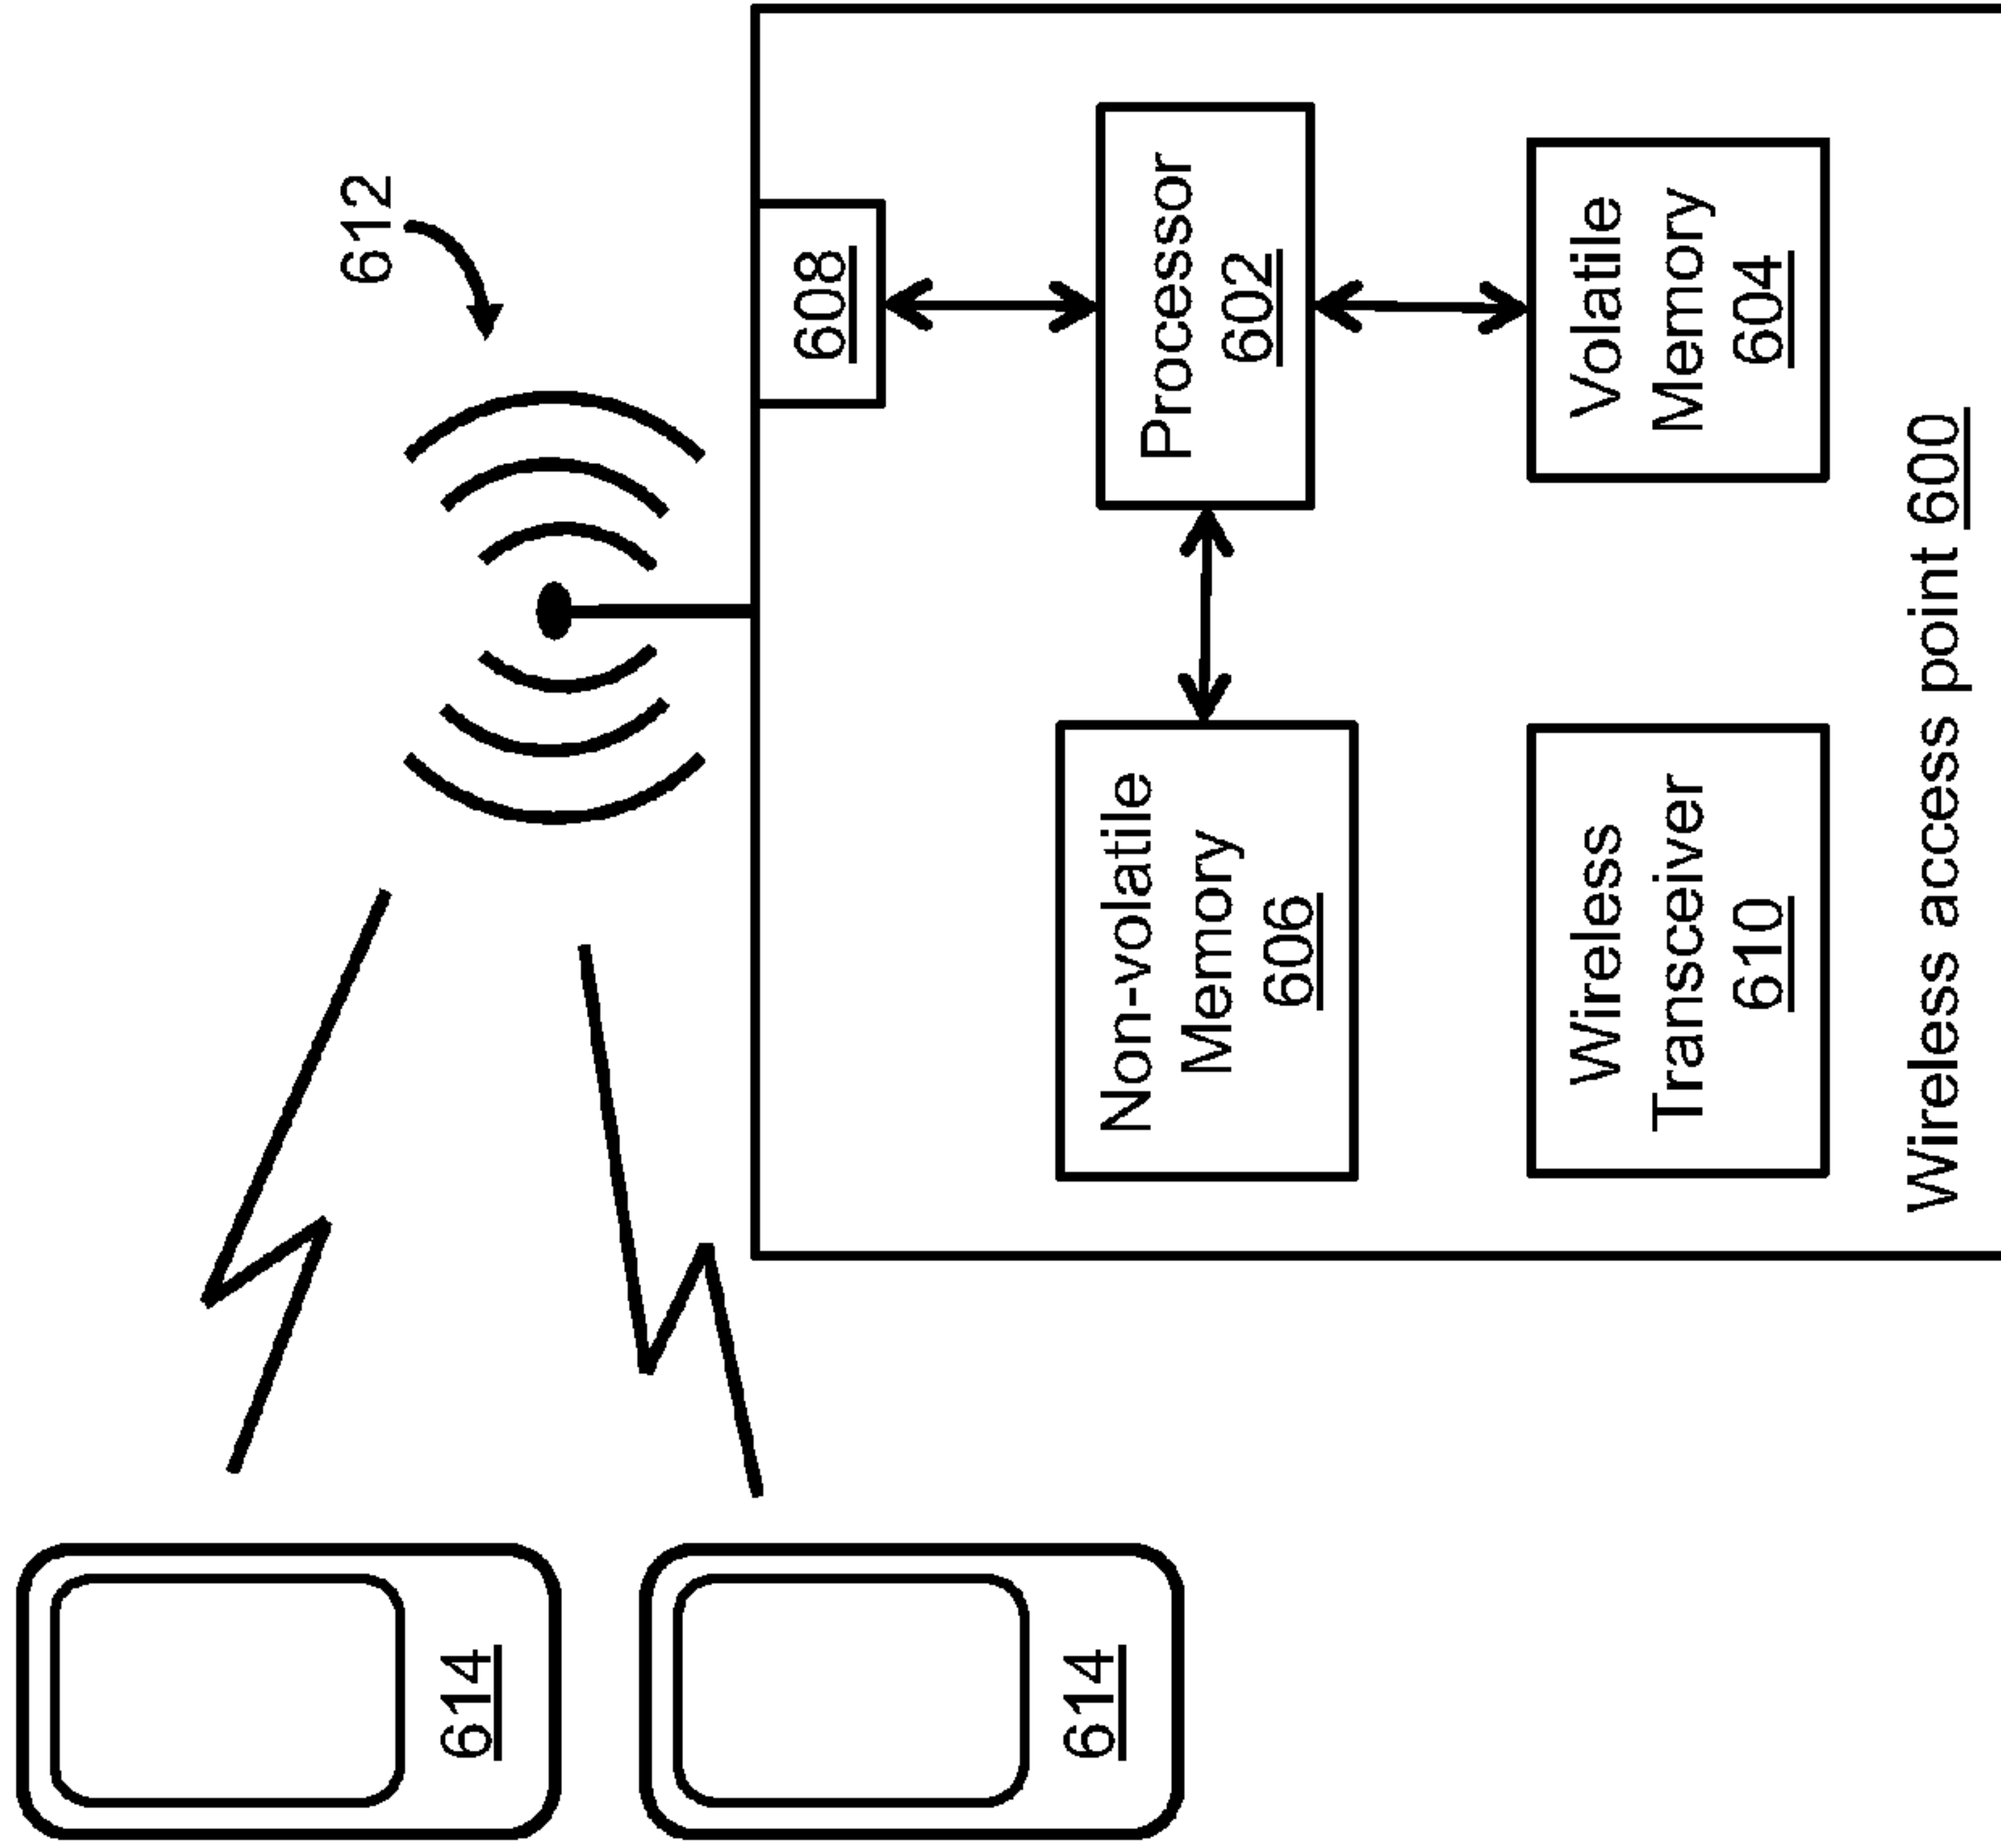 612
608
Processor
602
Non-volatile
Memory
606
Volatile
Memory
604
Wireless
Transceiver
610
Wireless access point 600
614
614